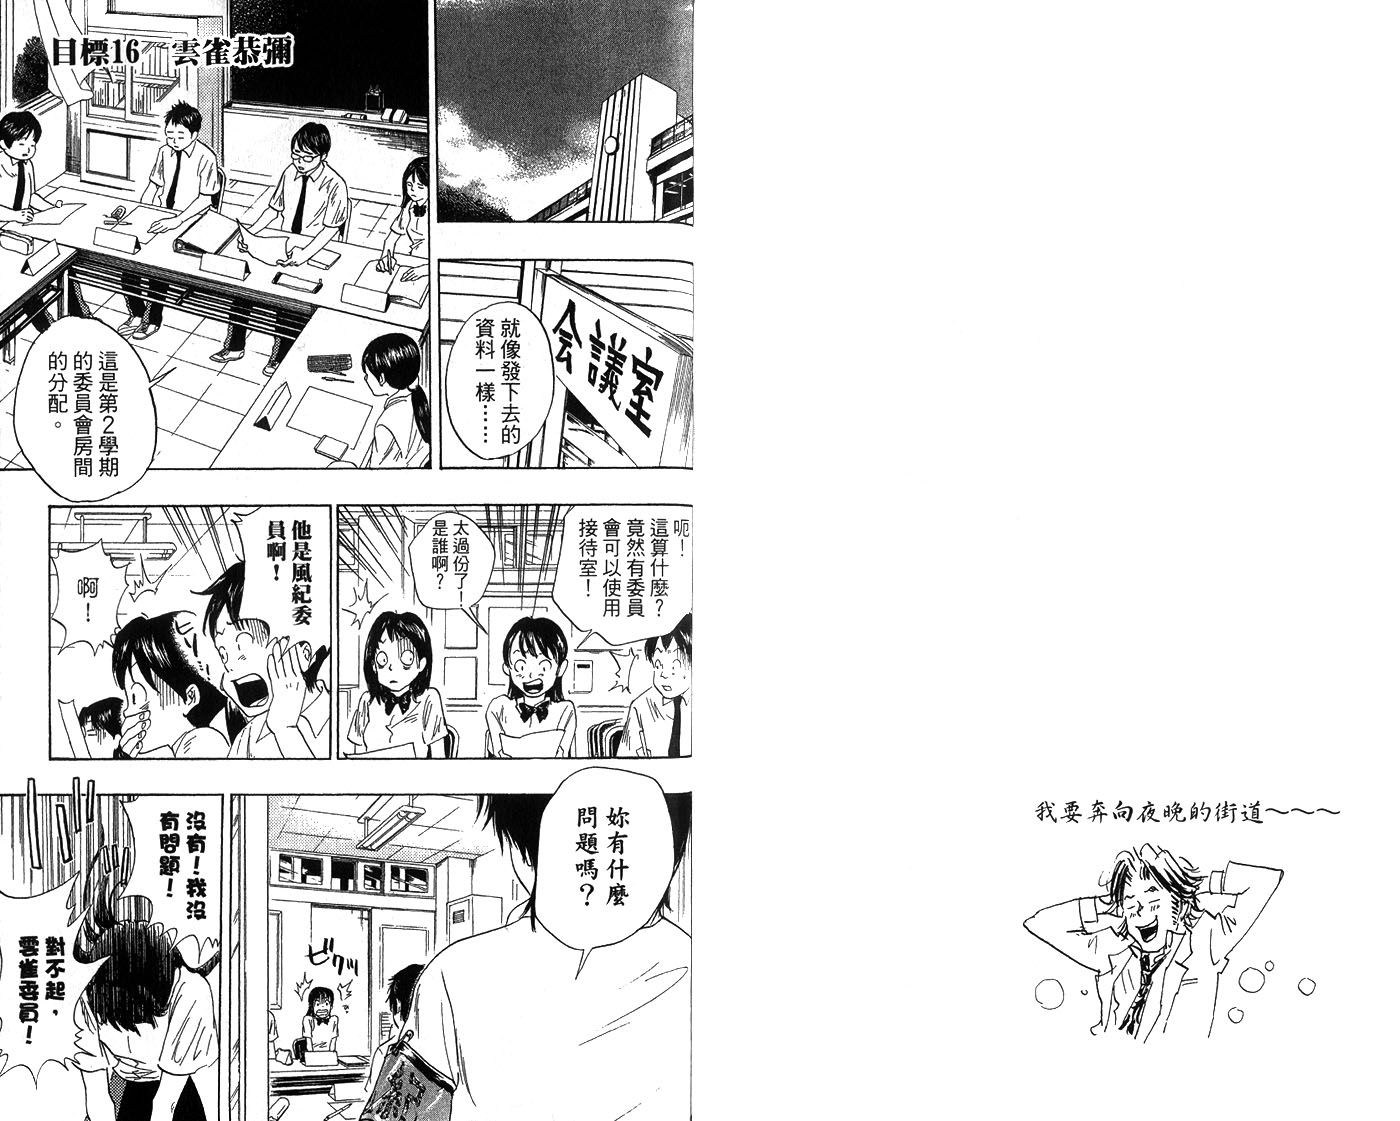 我要奔向夜晚的街道～～～
目標16 雲雀恭彌
会議室
就像發下去的
資料一樣……
這是第2學期
的委員會房間
的分配。
呃！
這算什麼？
竟然有委員
會可以使用
接待室！
太過份了！
是誰啊？
他是風紀委
員啊！
啊！
ビクッ
妳有什麼
問題嗎？
沒有！我沒
有問題！
對不起，
雲雀委員！